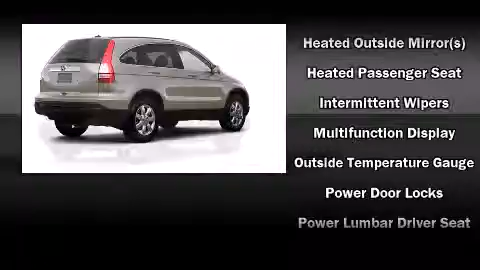 Heated Outside Mirror(s)
Heated Passenger Seat
Intermittent Wipers
Multifunction Display
Outside Temperature Gauge
Power Door Locks
Power Lumbar Driver Seat